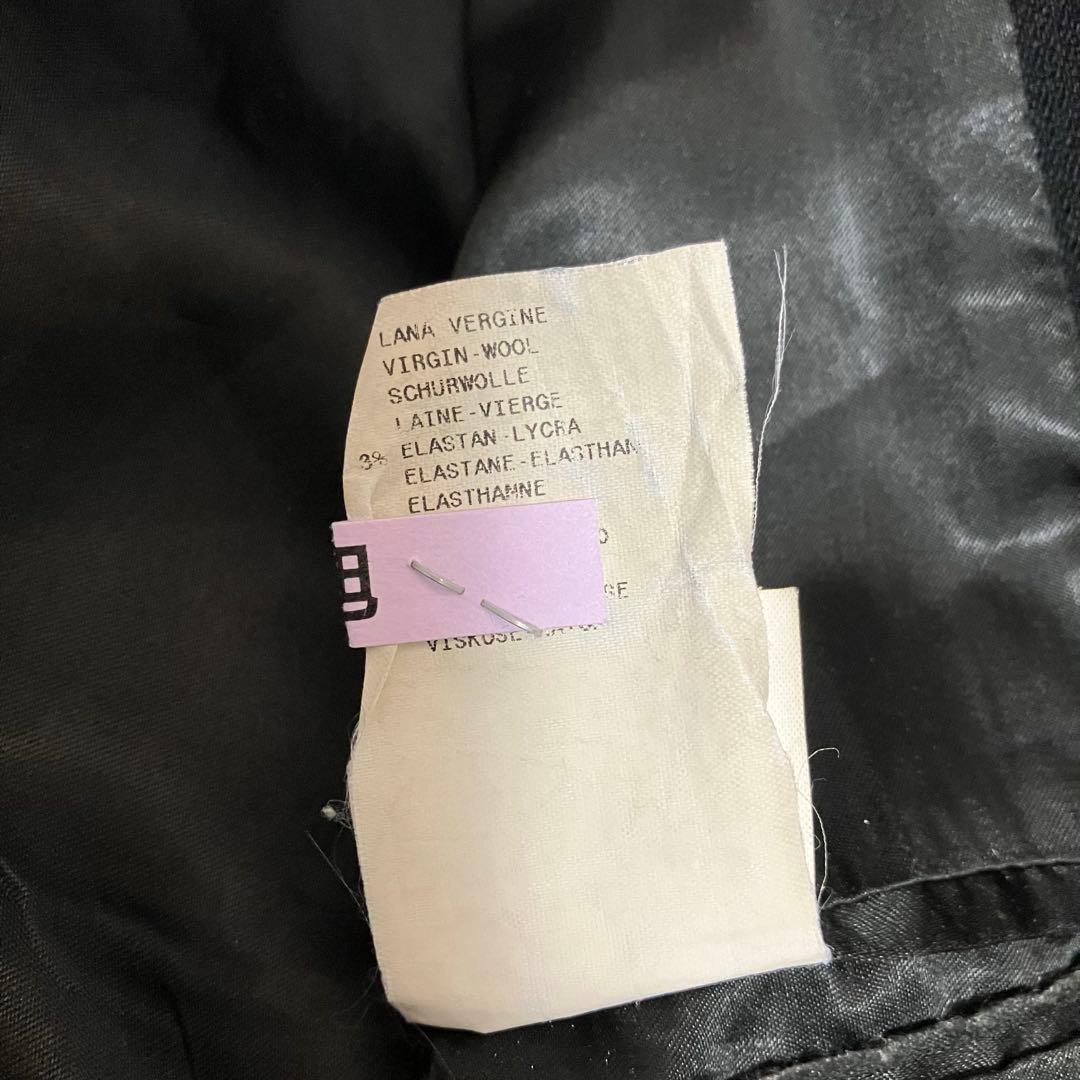 LANA VERGINE
VIRGIN-WOOL
SCHURWOLLE
LAINE-VIERGE
3% ELASTAN-LYCRA
ELASTANE-ELASTHAN
ELASTHANNE